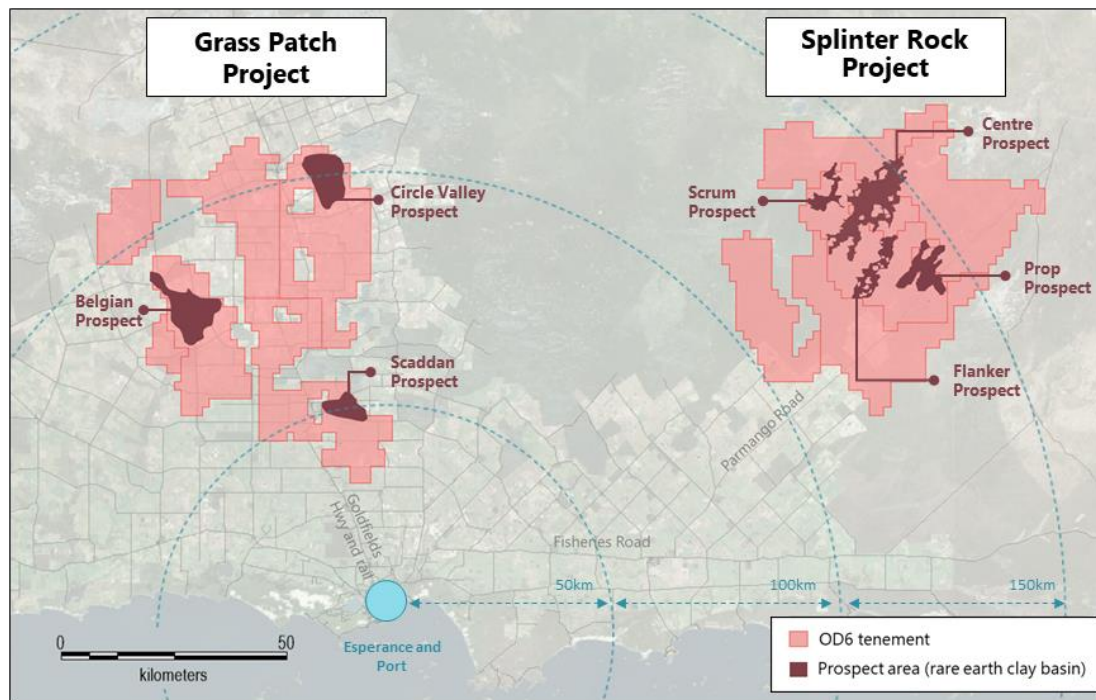 Grass Patch
Project
Splinter Rock
Project
Centre
Prospect
Circle Valley
Prospect
Scrum
Prospect
Belgian
Prospect
Prop
Prospect
Scaddan
Prospect
Flanker
Prospect
Parmango Road
Goldfields
Hwy and rail
Fisheries Road
50km
100km
150km
Esperance and
Port
0
50
kilometers
OD6 tenement
Prospect area (rare earth clay basin)